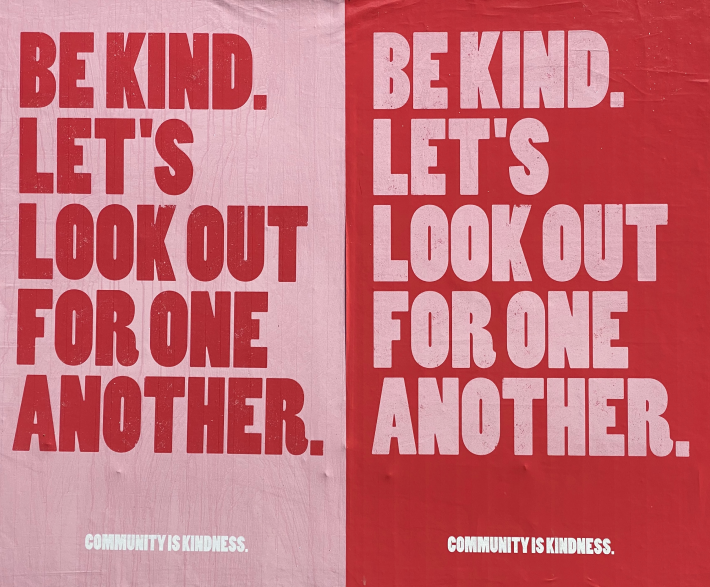 BE KIND.
LET'S
LOOK OUT
FOR ONE
ANOTHER.
COMMUNITY IS KINDNESS.
BE KIND.
LET'S
LOOK OUT
FOR ONE
ANOTHER.
COMMUNITY IS KINDNESS.